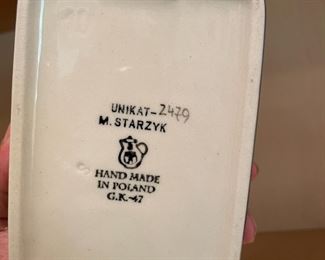 UNIKAT-2479
M. STARZYK
HAND MADE
IN POLAND
G.K.-47